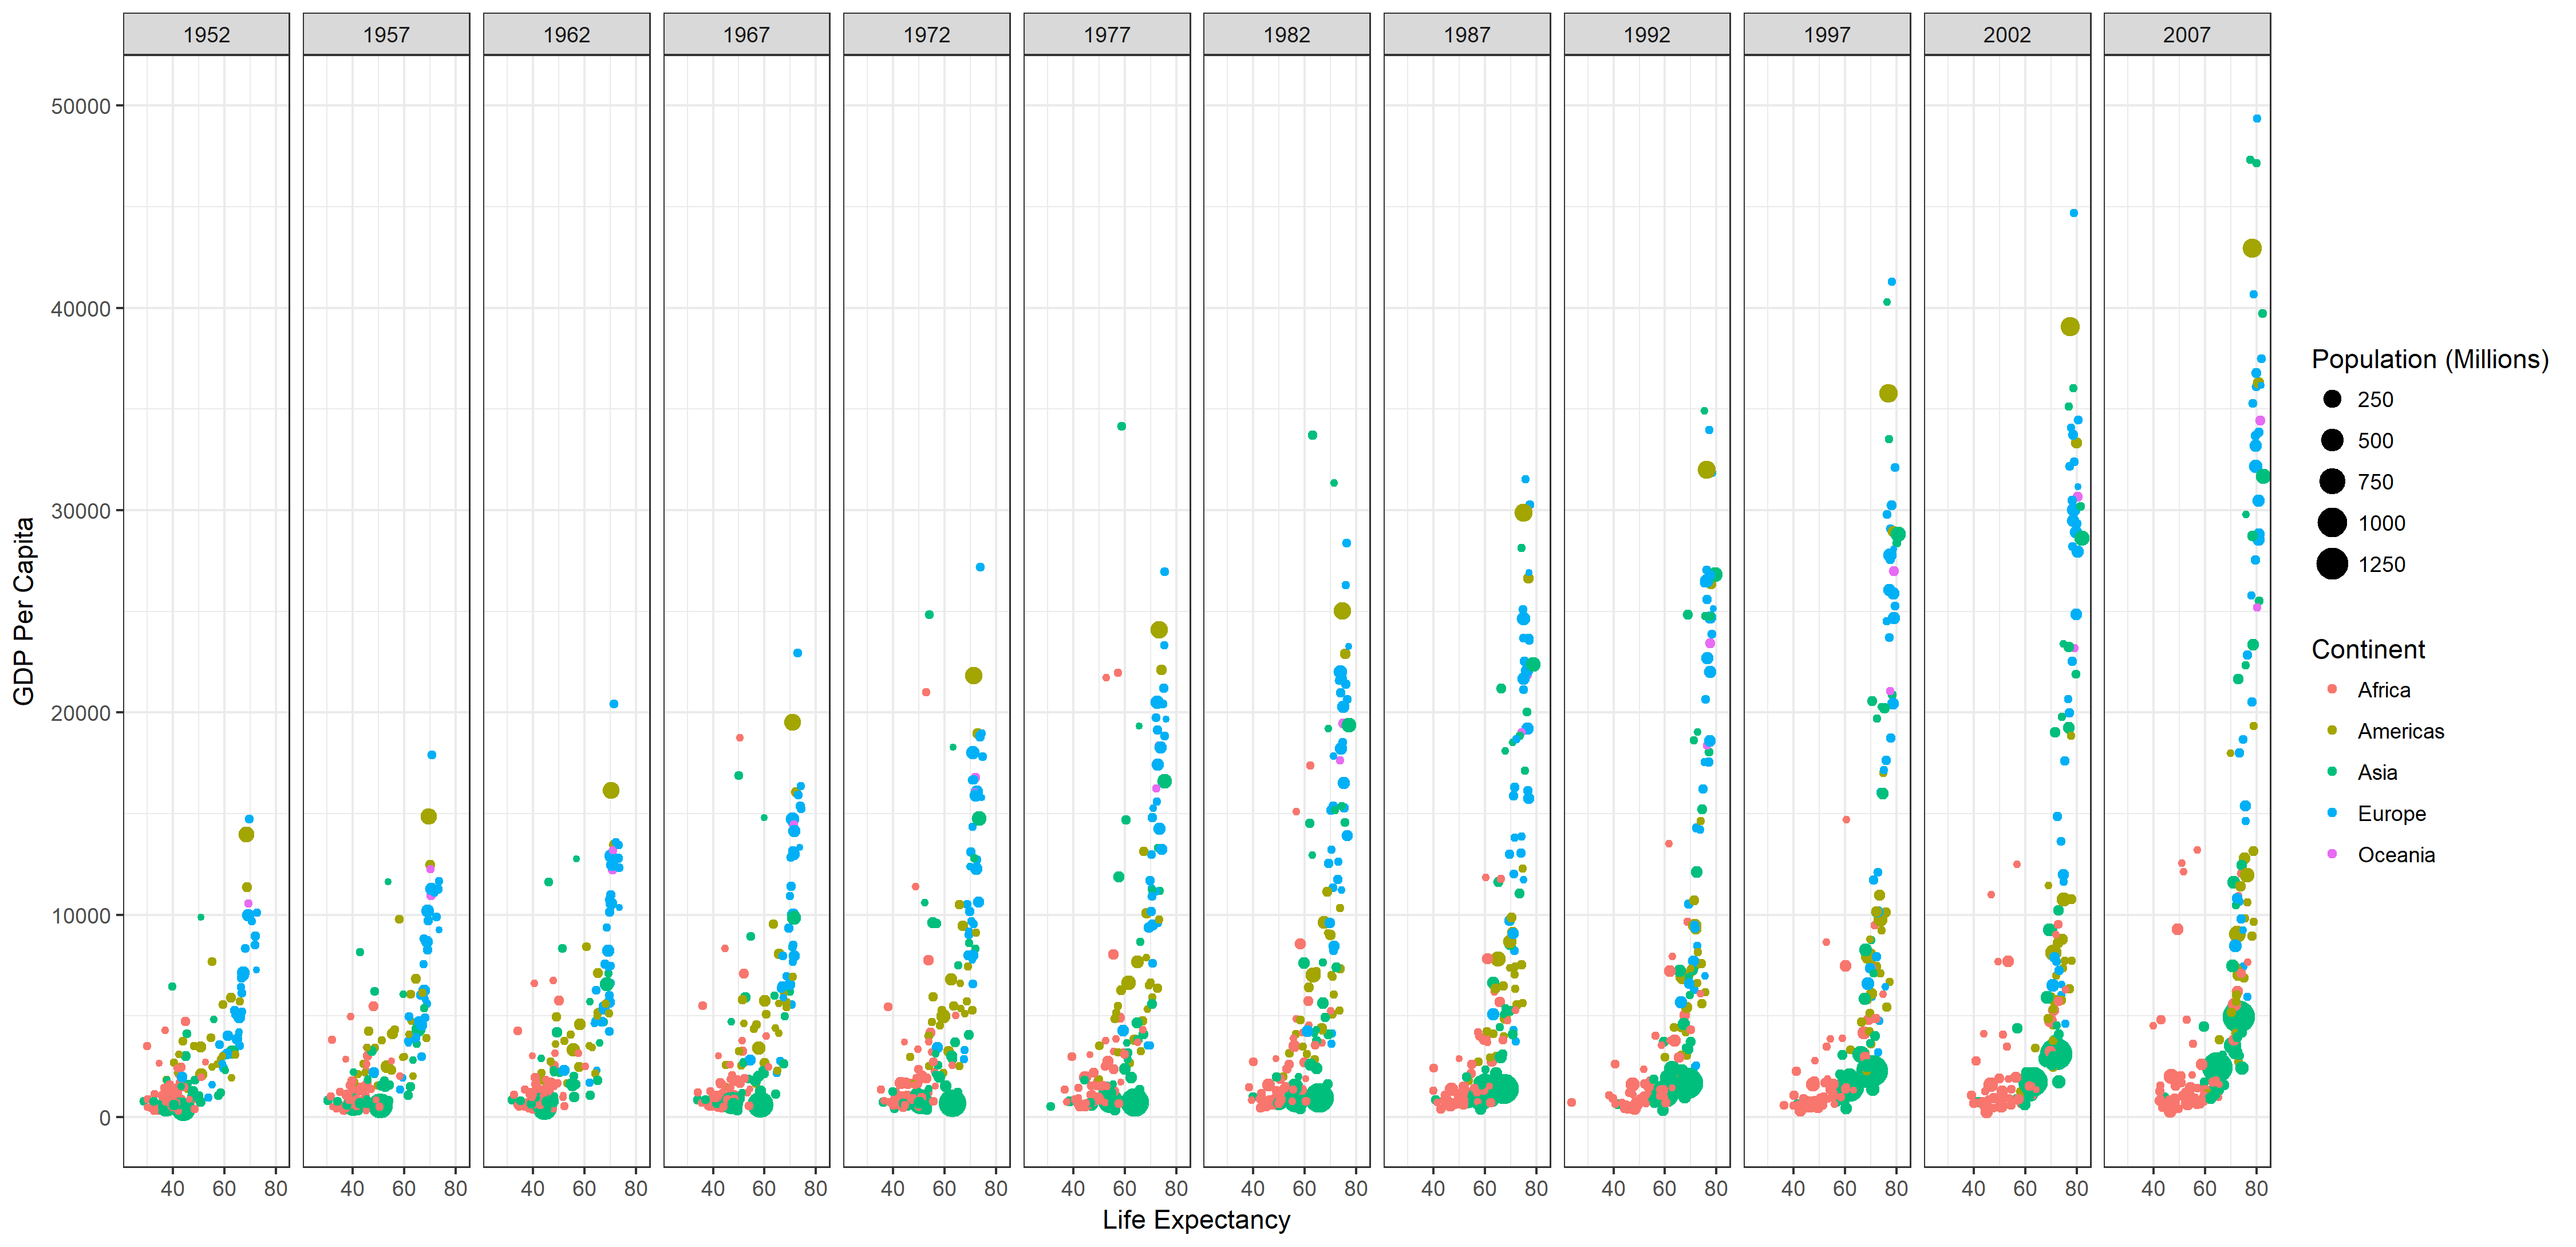 1952 1957 1962 1967 1972 1977 1982 1987 1992 1997 2002 2007
50000
40000
30000
20000
10000
0
GDP Per Capita
40 60 80 40 60 80 40 60 80 40 60 80 40 60 80 40 60 80 40 60 80 40 60 80 40 60 80 40 60 80 40 60 80 40 60 80
Life Expectancy
Population (Millions)
250
500
750
1000
1250
Continent
Africa
Americas
Asia
Europe
Oceania